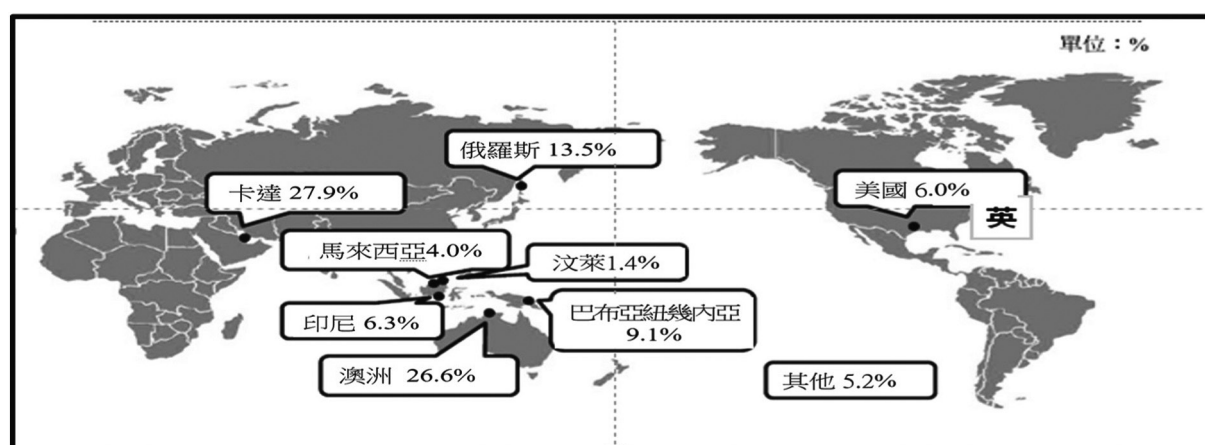 單位：%
俄羅斯 13.5%
卡達 27.9%
美國 6.0%
英
馬來西亞4.0%
汶萊1.4%
印尼 6.3%
巴布亞紐幾內亞
9.1%
澳洲 26.6%
其他 5.2%